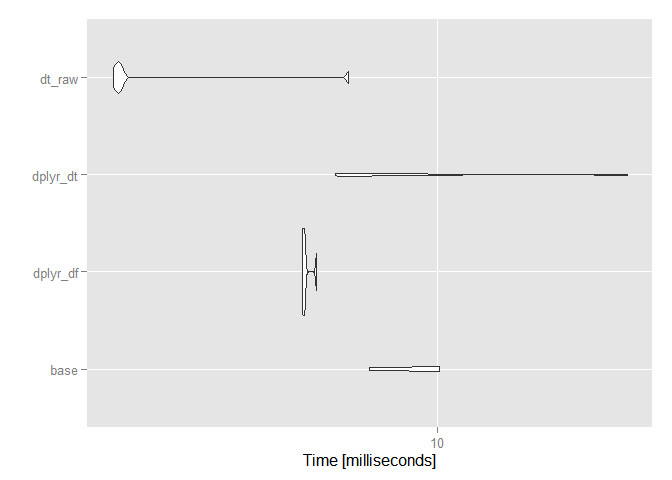 dt_raw
dplyr_dt
dplyr_df
base
10
Time [milliseconds]